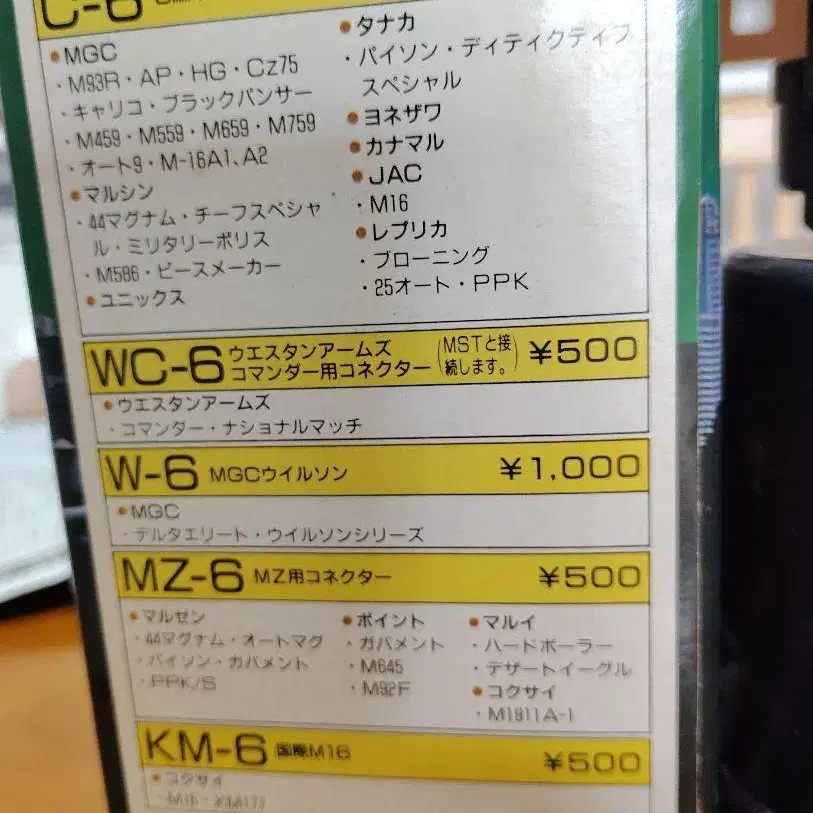 C-6
●MGC
・M93R・AP・HG・Cz75
・キャリコ・ブラックパンサー
・M459・M559・M659・M759
・オート9・M-16A1、A2
●マルシン
・44マグナム・チーフスペシャ
ル・ミリタリーポリス
・M586・ピースメーカー
●ユニックス
●タナカ
・パイソン・ディティクティブ
スペシャル
●ヨネザワ
●カナマル
●JAC
・M16
●レプリカ
・ブローニング
・25オート・PPK
WC-6 ウエスタンアームズ
コマンダー用コネクター
(MSTと接
続します。)
¥500
●ウエスタンアームズ
・コマンダー・ナショナルマッチ
W-6 MGCウイルソン ¥1,000
●MGC
・デルタエリート・ウイルソンシリーズ
MZ-6 MZ用コネクター ¥500
●マルゼン
・44マグナム・オートマグ
・パイソン・ガバメント
・PPK/S
●ポイント
・ガバメント
・M645
・M92F
●マルイ
・ハードボーラー
・デザートイーグル
●コクサイ
・M1911A-1
KM-6 国際M16 ¥500
●コクサイ
・M16・XM177